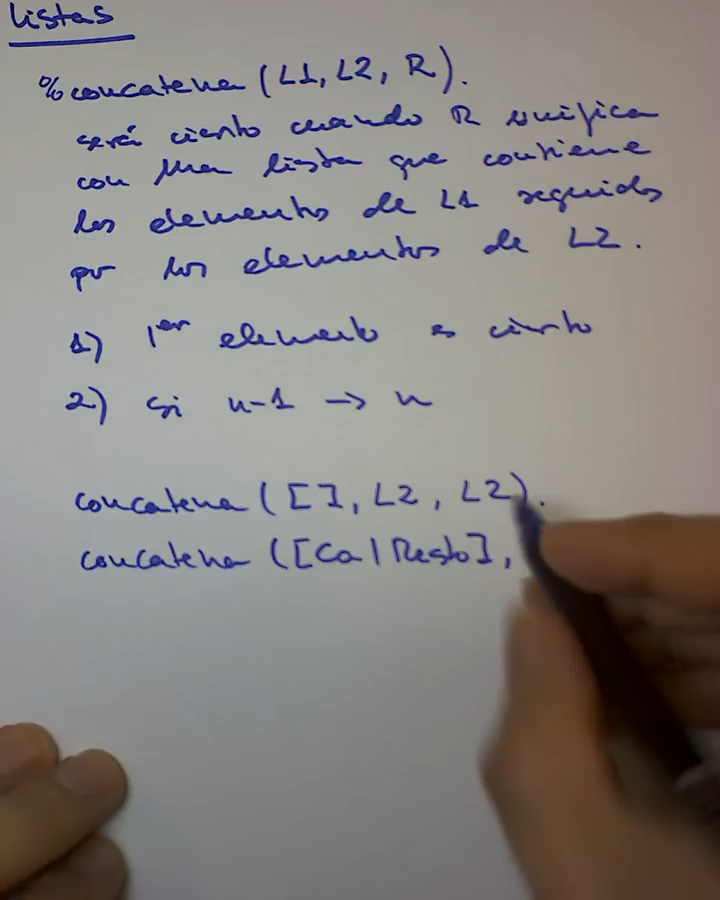 listas
% concatena (L1, L2, R).
será cierto cuando R unifica
con una lista que contiene
los elementos de L1 seguidos
por los elementos de L2.
1) 1er elemento es cierto
2) si n-1 → n
concatena ([], L2, L2).
concatena ([Ca|Resto],